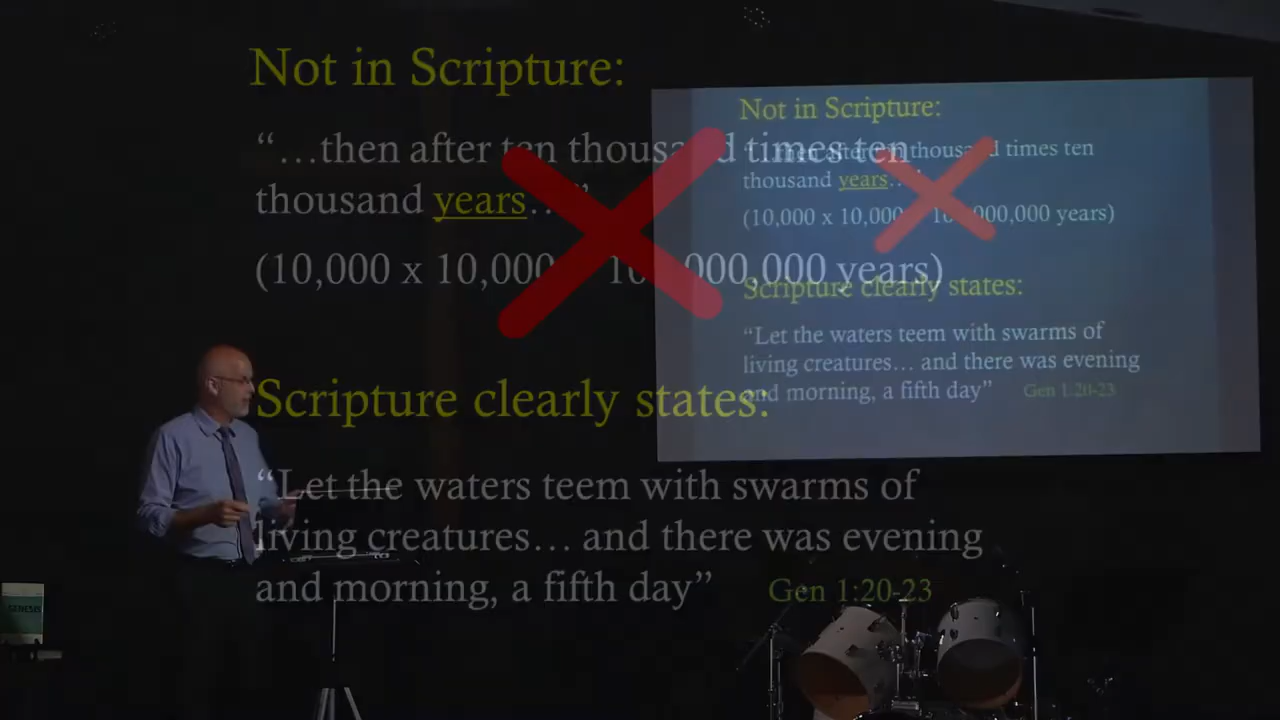 Not in Scripture:
“…then after ten thousand times ten
thousand years…”
(10,000 x 10,000 000,000 years)
Scripture clearly states:
“Let the waters teem with swarms of
living creatures… and there was evening
and morning, a fifth day” Gen 1:20-23
Not in Scripture:
thousand times ten
thousand years…
(10,000 x 10,000 000,000 years)
Scripture clearly states:
“Let the waters teem with swarms of
living creatures… and there was evening
and morning, a fifth day” Gen 1:20-23
GENESIS